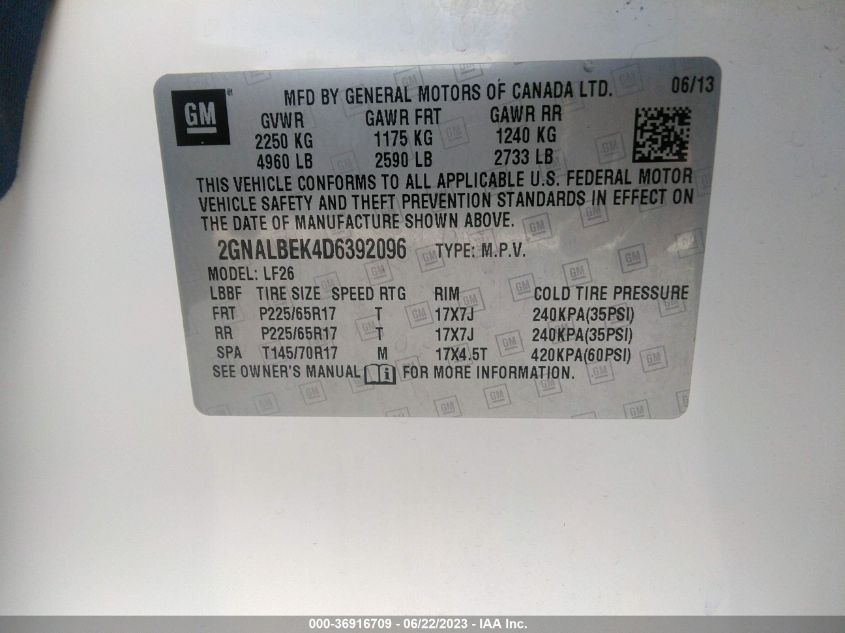 GM
MFD BY GENERAL MOTORS OF CANADA LTD. 06/13
GVWR GAWR FRT GAWR RR
2250 KG 1175 KG 1240 KG
4960 LB 2590 LB 2733 LB
THIS VEHICLE CONFORMS TO ALL APPLICABLE U.S. FEDERAL MOTOR
VEHICLE SAFETY AND THEFT PREVENTION STANDARDS IN EFFECT ON
THE DATE OF MANUFACTURE SHOWN ABOVE.
2GNALBEK4D6392096 TYPE: M.P.V.
MODEL: LF26
LBBF TIRE SIZE SPEED RTG RIM COLD TIRE PRESSURE
FRT P225/65R17 T 17X7J 240KPA(35PSI)
RR P225/65R17 T 17X7J 240KPA(35PSI)
SPA T145/70R17 M 17X4.5T 420KPA(60PSI)
SEE OWNER'S MANUAL i FOR MORE INFORMATION.
000-36916709 - 06/22/2023 - IAA Inc.